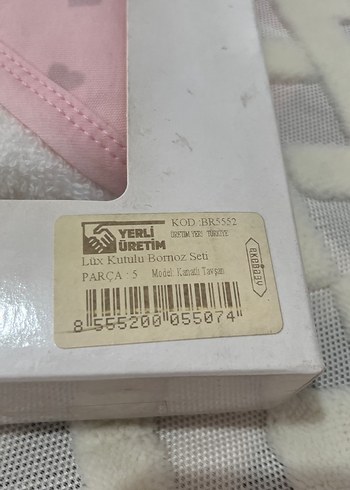 YERLİ
ÜRETİM
KOD :BR5552
ÜRETİM YERİ : TÜRKİYE
Lüx Kutulu Bornoz Seti
PARÇA : 5 Model: Kanatlı Tavşan
8 555200 055074